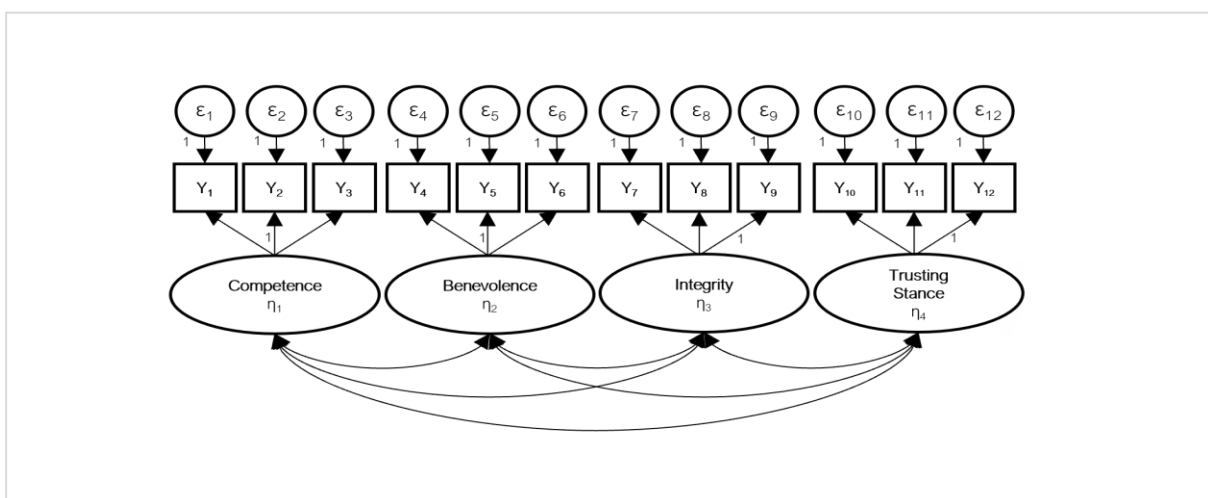 ε₁ ε₂ ε₃ ε₄ ε₅ ε₆ ε₇ ε₈ ε₉ ε₁₀ ε₁₁ ε₁₂
1 1 1 1 1 1 1 1 1 1 1 1
Y₁ Y₂ Y₃ Y₄ Y₅ Y₆ Y₇ Y₈ Y₉ Y₁₀ Y₁₁ Y₁₂
1 1 1 1
Competence
η₁
Benevolence
η₂
Integrity
η₃
Trusting
Stance
η₄